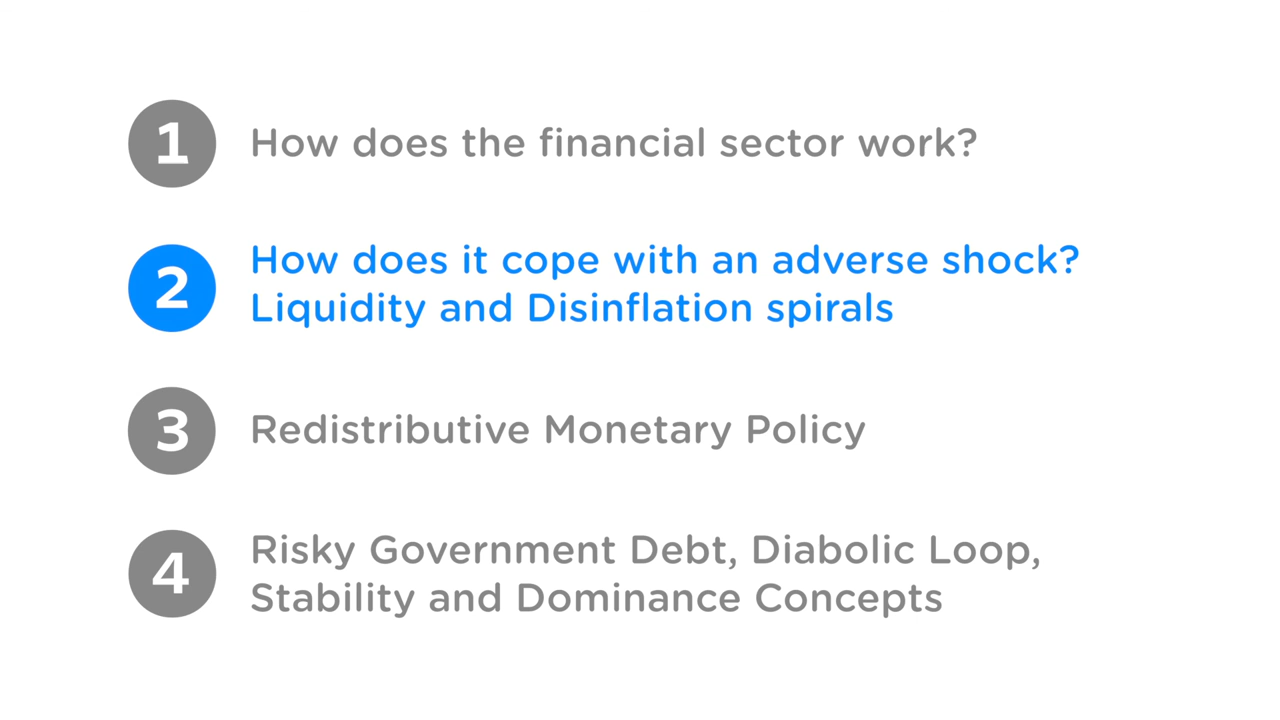 1 How does the financial sector work?
2 How does it cope with an adverse shock?
Liquidity and Disinflation spirals
3 Redistributive Monetary Policy
4 Risky Government Debt, Diabolic Loop,
Stability and Dominance Concepts